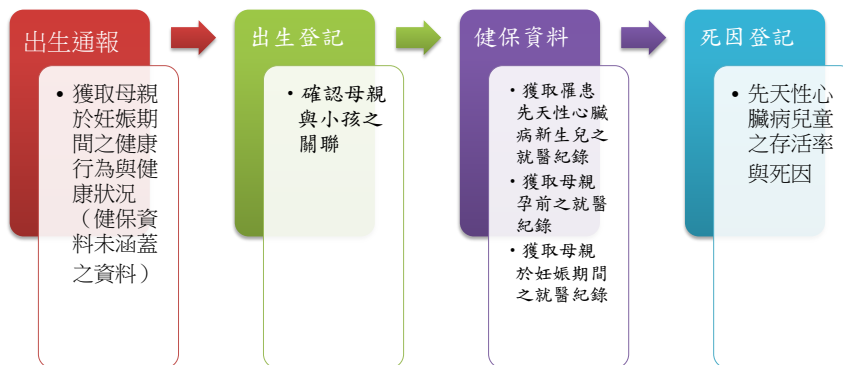 出生通報
• 獲取母親
於妊娠期
間之健康
行為與健
康狀況
（健保資
料未涵蓋
之資料）
出生登記
• 確認母親
與小孩之
關聯
健保資料
• 獲取罹患
先天性心臟
病新生兒之
就醫紀錄
• 獲取母親
孕前之就醫
紀錄
• 獲取母親
於妊娠期間
之就醫紀錄
死因登記
• 先天性心
臟病兒童
之存活率
與死因